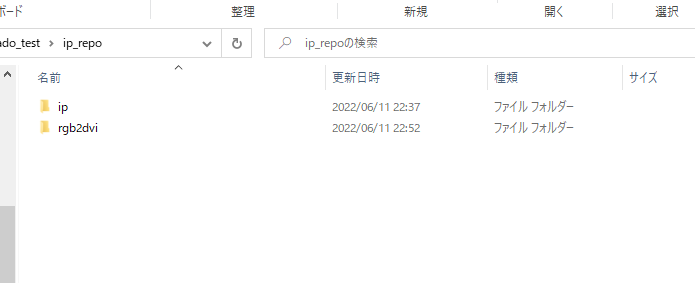 ボード 整理 新規 開く 選択
ado_test > ip_repo ip_repoの検索
名前 更新日時 種類 サイズ
ip 2022/06/11 22:37 ファイル フォルダー
rgb2dvi 2022/06/11 22:52 ファイル フォルダー